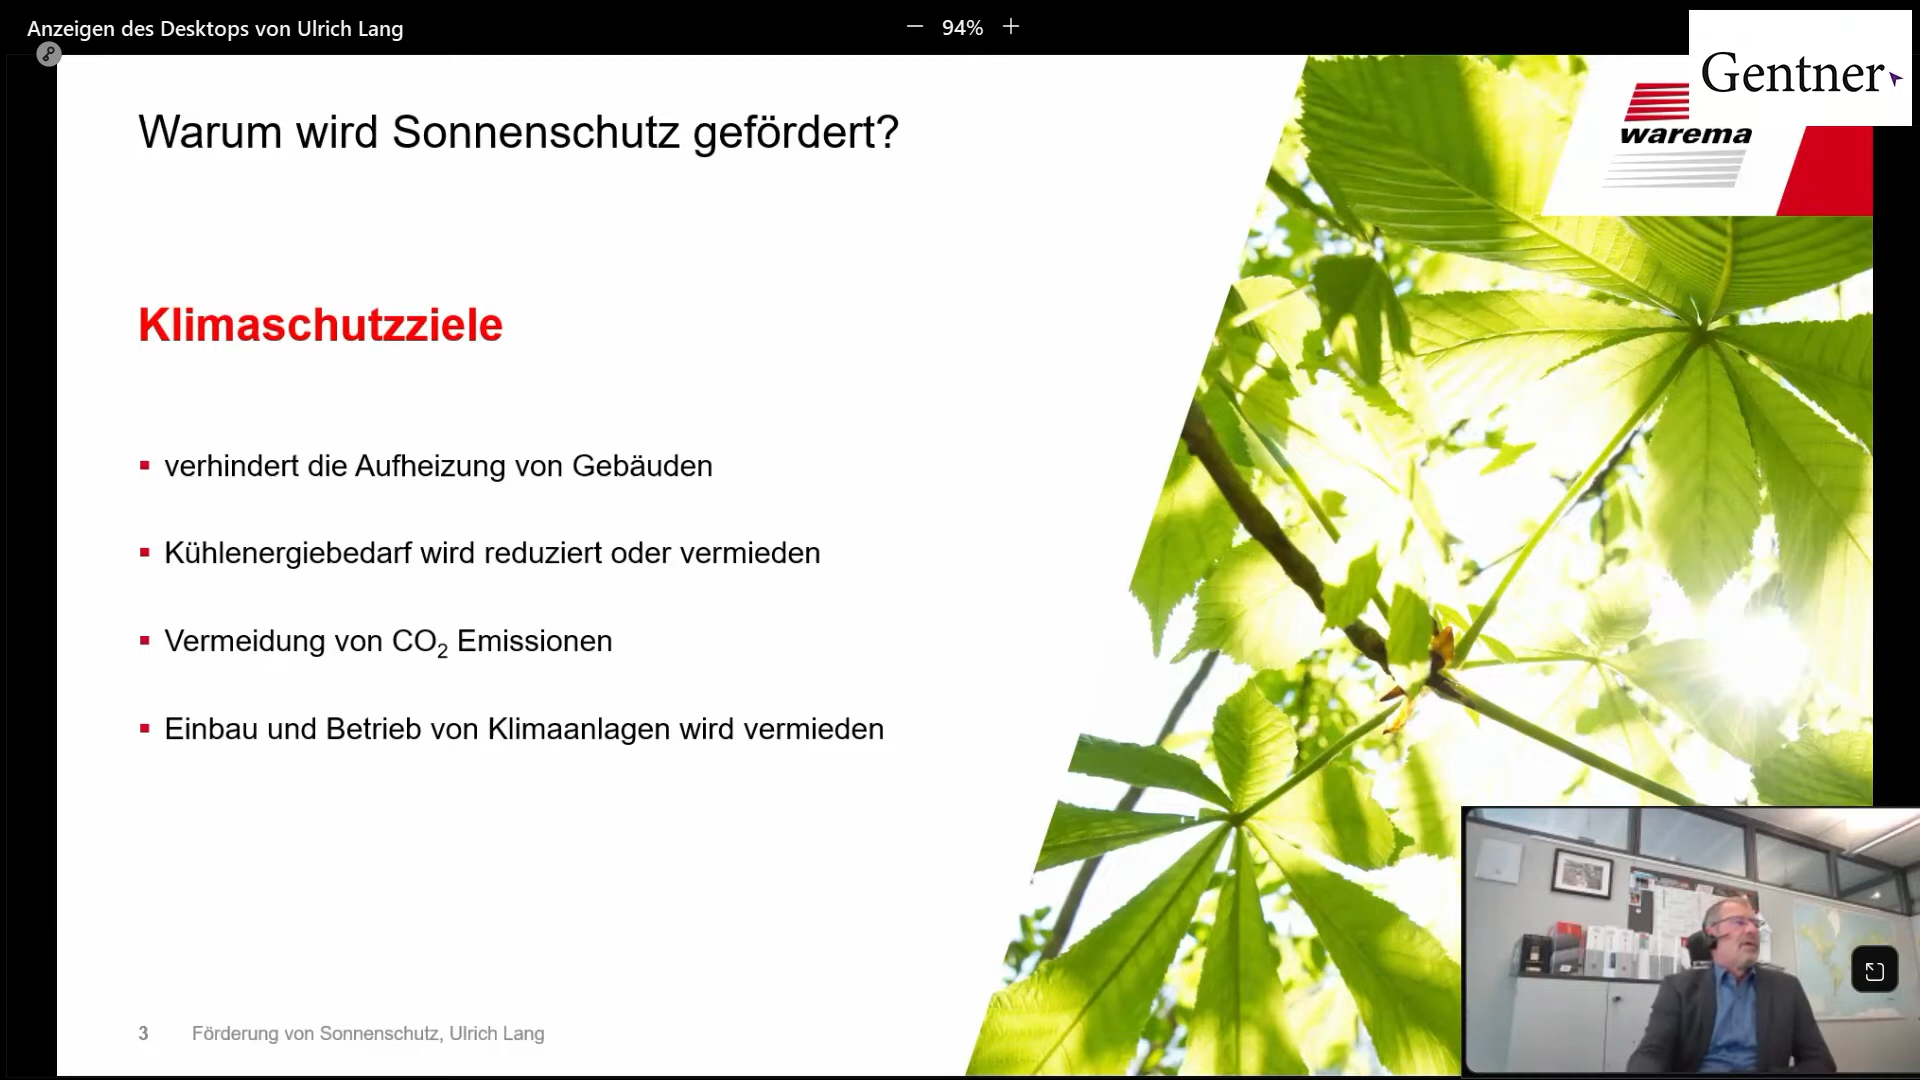 Anzeigen des Desktops von Ulrich Lang
94%
Gentner
warema
Warum wird Sonnenschutz gefördert?
Klimaschutzziele
▪ verhindert die Aufheizung von Gebäuden
▪ Kühlenergiebedarf wird reduziert oder vermieden
▪ Vermeidung von CO₂ Emissionen
▪ Einbau und Betrieb von Klimaanlagen wird vermieden
3 Förderung von Sonnenschutz, Ulrich Lang